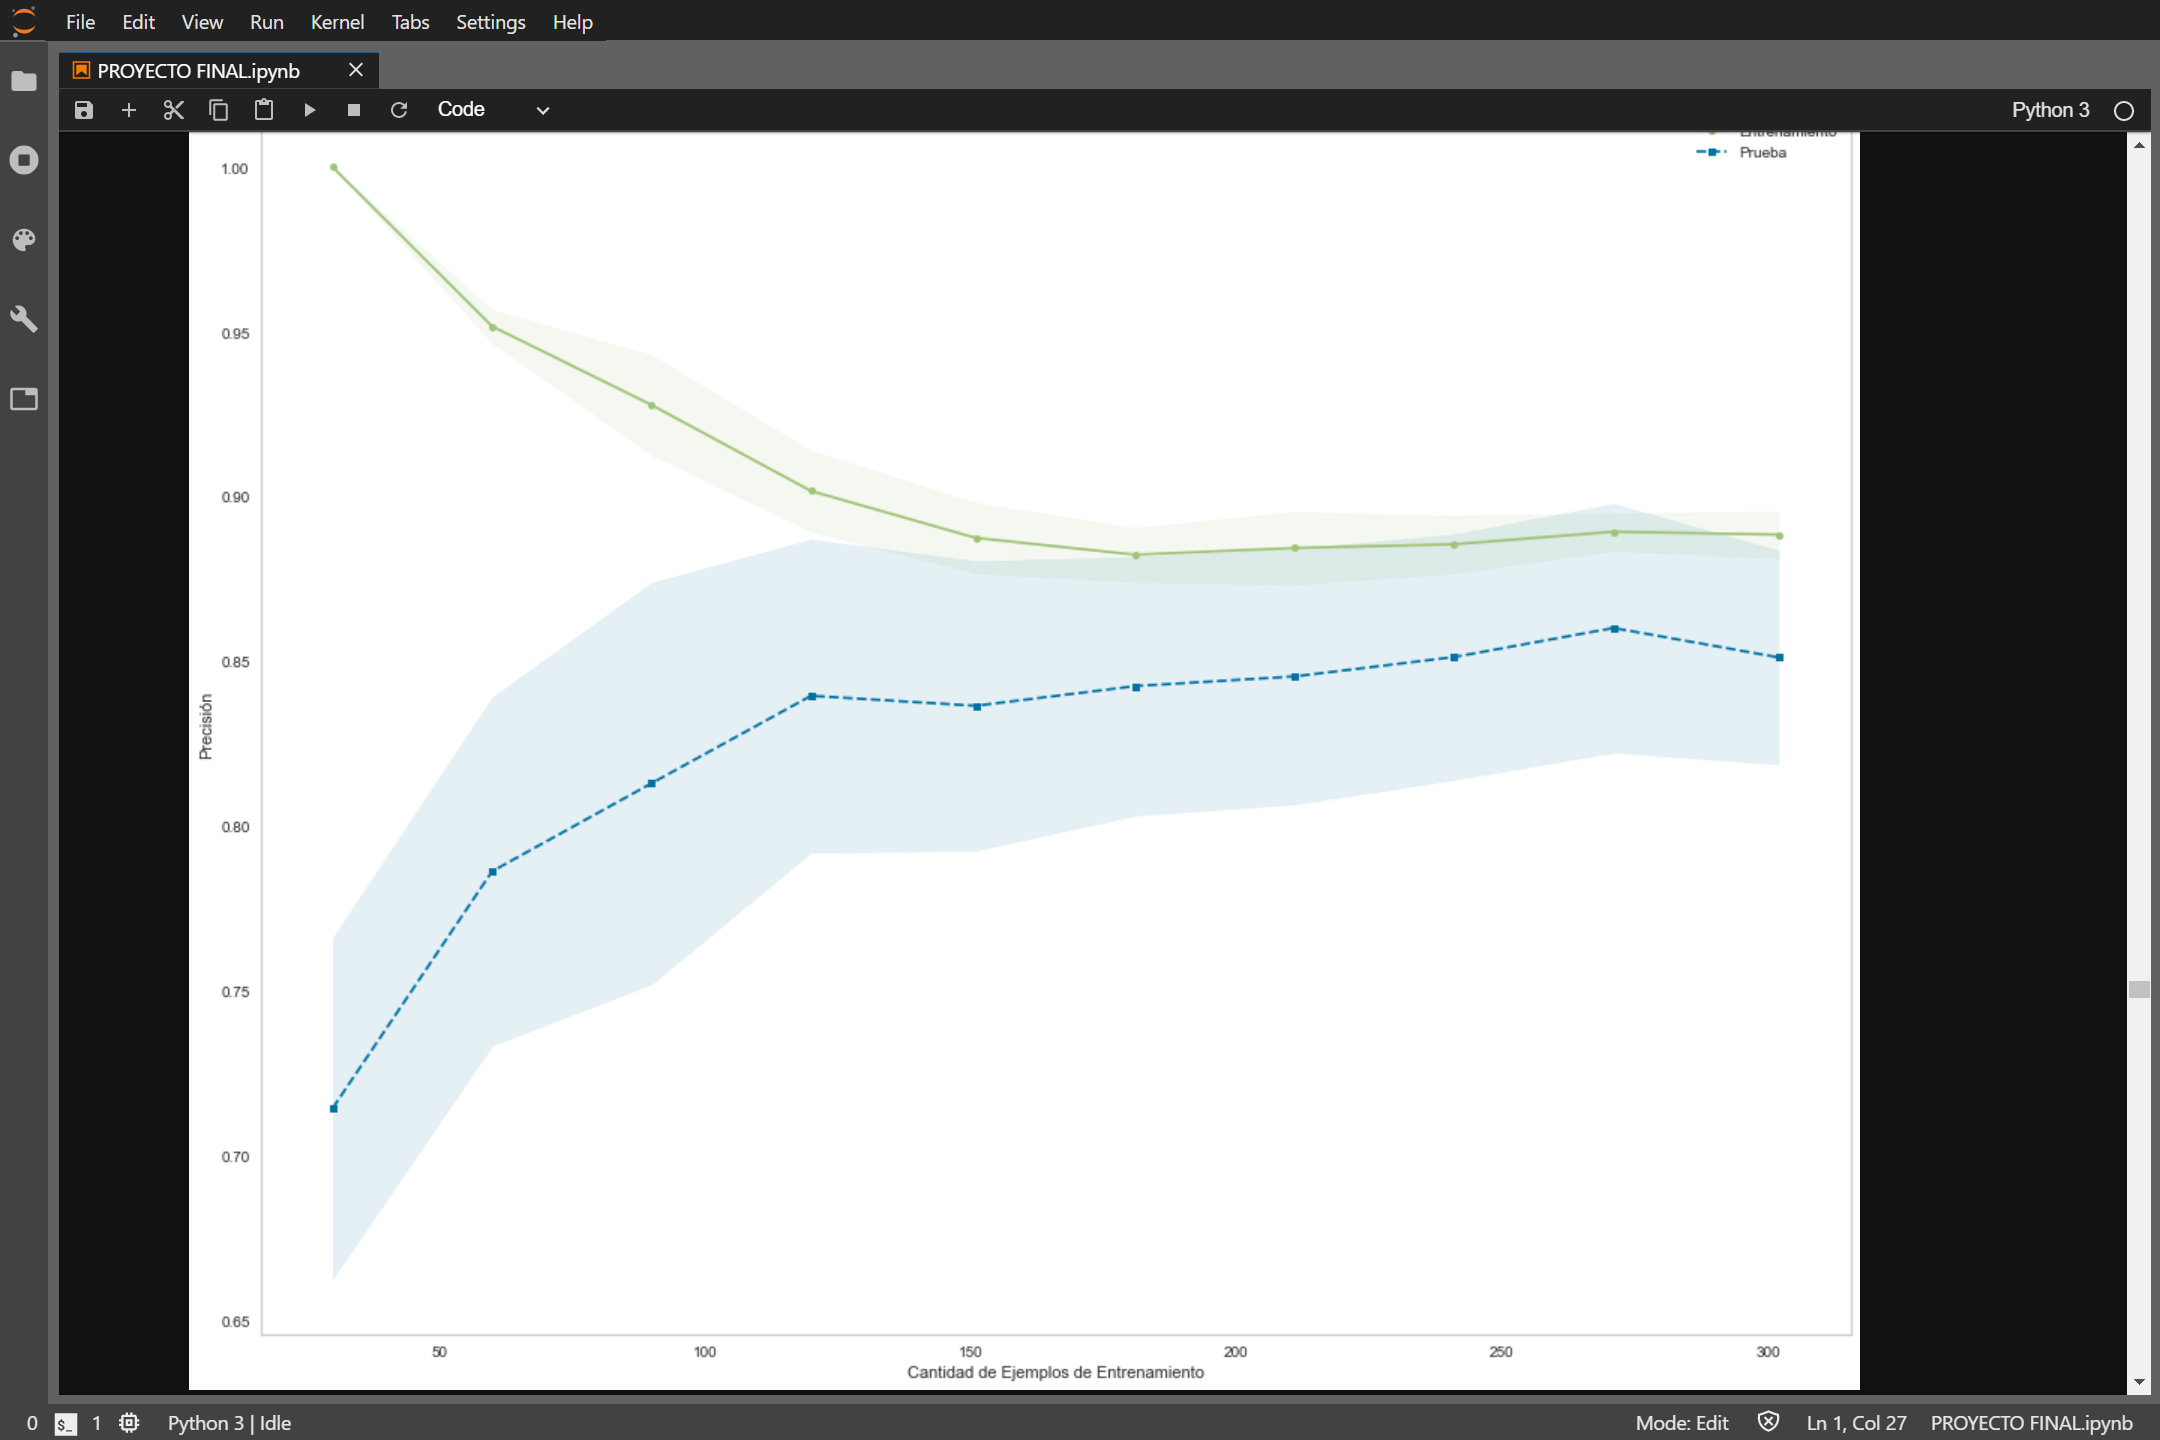 File Edit View Run Kernel Tabs Settings Help
PROYECTO FINAL.ipynb
Code
Python 3
Entrenamiento
Prueba
1.00
0.95
0.90
0.85
0.80
0.75
0.70
0.65
Precisión
50 100 150 200 250 300
Cantidad de Ejemplos de Entrenamiento
0 $_ 1 Python 3 | Idle Mode: Edit Ln 1, Col 27 PROYECTO FINAL.ipynb